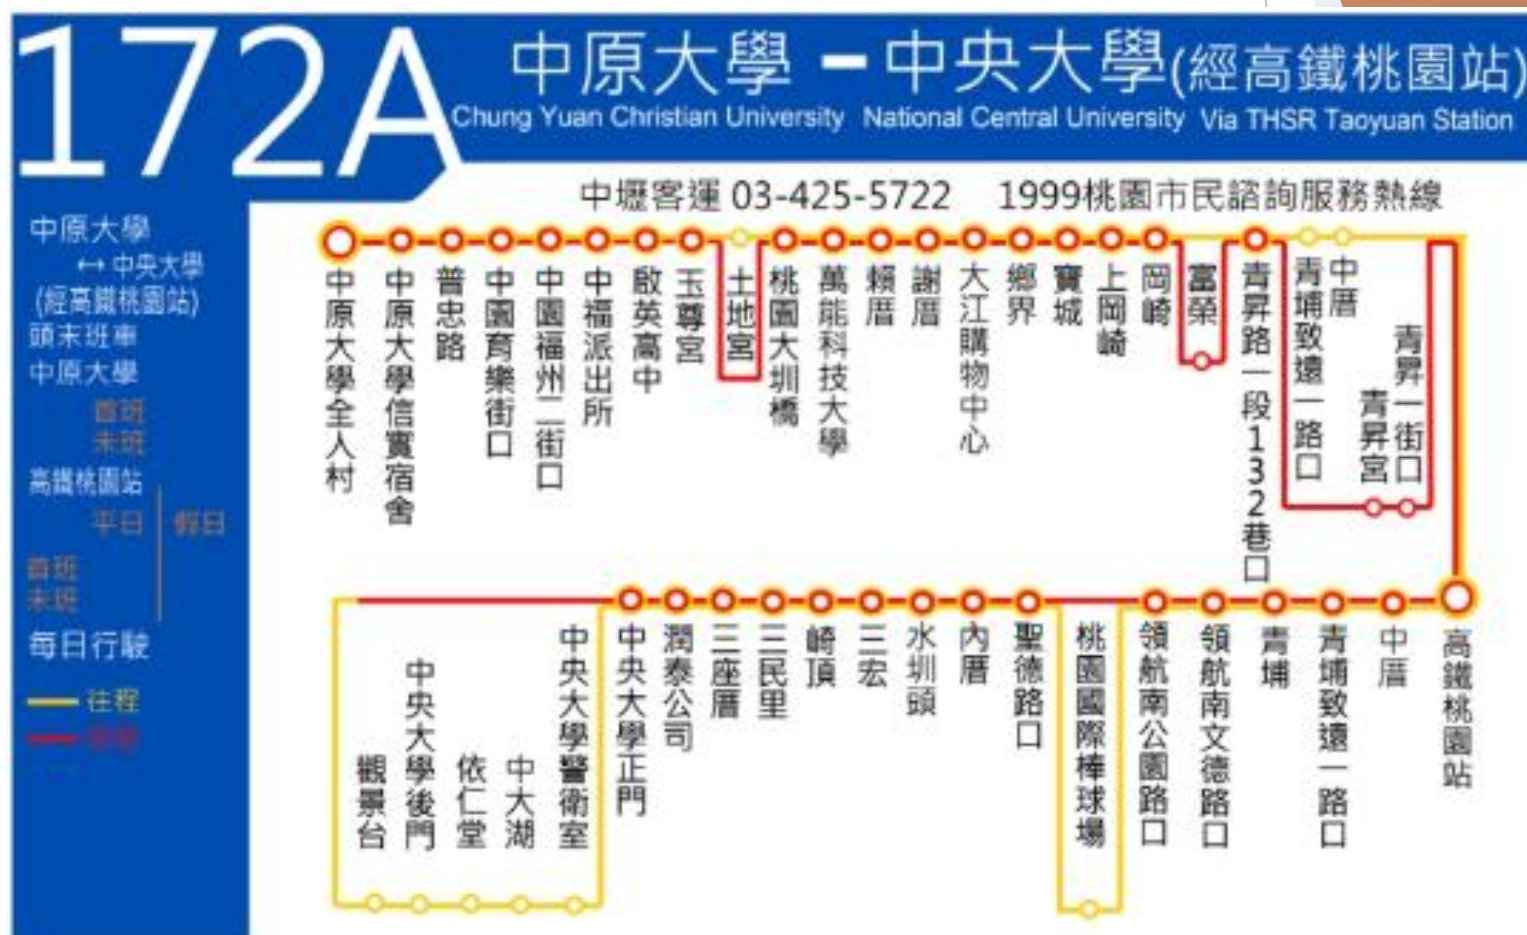 172A
中原大學 - 中央大學(經高鐵桃園站)
Chung Yuan Christian University National Central University Via THSR Taoyuan Station
中壢客運 03-425-5722 1999桃園市民諮詢服務熱線
中原大學
↔ 中央大學
(經高鐵桃園站)
頭末班車
中原大學
首班
末班
高鐵桃園站
平日 假日
首班
末班
每日行駛
往程
中原大學全人村
中原大學信實宿舍
普忠路
中園育樂街口
中園福州二街口
中福派出所
啟英高中
玉尊宮
土地宮
桃園大圳橋
萬能科技大學
賴厝
謝厝
大江購物中心
鄉界
寶城
上岡崎
岡崎
富榮
青昇路一段132巷口
青埔致遠一路口
中厝
青昇宮
青昇一街口
觀景台
中央大學後門
依仁堂
中大湖
中央大學警衛室
中央大學正門
潤泰公司
三座厝
三民里
崎頂
三宏
水圳頭
內厝
聖德路口
桃園國際棒球場
領航南公園路口
領航南文德路口
青埔
青埔致遠一路口
中厝
高鐵桃園站